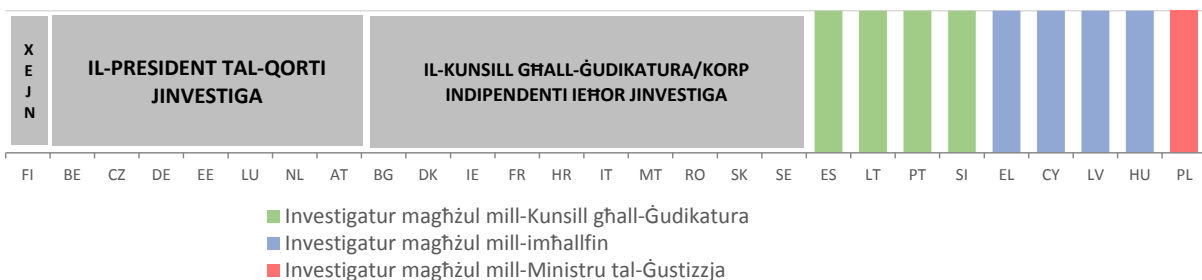 XEJN
IL-PRESIDENT TAL-QORTI
JINVESTIGA
IL-KUNSILL GĦALL-ĠUDIKATURA/KORP
INDIPENDENTI IEĦOR JINVESTIGA
FI BE CZ DE EE LU NL AT BG DK IE FR HR IT MT RO SK SE ES LT PT SI EL CY LV HU PL
Investigatur magħżul mill-Kunsill għall-Ġudikatura
Investigatur magħżul mill-imħallfin
Investigatur magħżul mill-Ministru tal-Ġustizzja